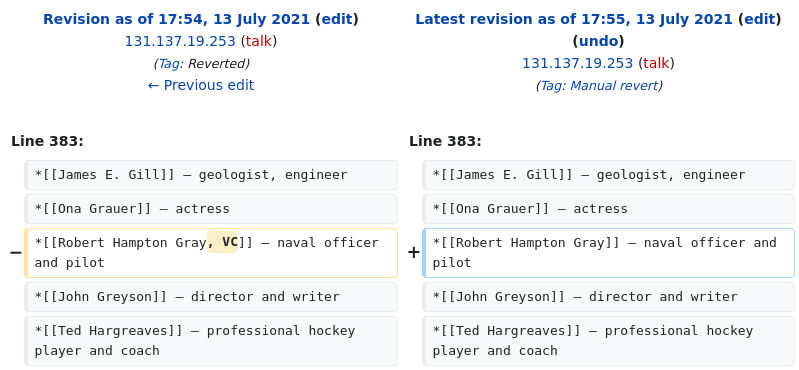 Revision as of 17:54, 13 July 2021 (edit)
131.137.19.253 (talk)
(Tag: Reverted)
← Previous edit
Latest revision as of 17:55, 13 July 2021 (edit)
(undo)
131.137.19.253 (talk)
(Tag: Manual revert)
Line 383:
*[[James E. Gill]] – geologist, engineer
*[[Ona Grauer]] – actress
− *[[Robert Hampton Gray, VC]] – naval officer
and pilot
*[[John Greyson]] – director and writer
*[[Ted Hargreaves]] – professional hockey
player and coach
Line 383:
*[[James E. Gill]] – geologist, engineer
*[[Ona Grauer]] – actress
+ *[[Robert Hampton Gray]] – naval officer and
pilot
*[[John Greyson]] – director and writer
*[[Ted Hargreaves]] – professional hockey
player and coach